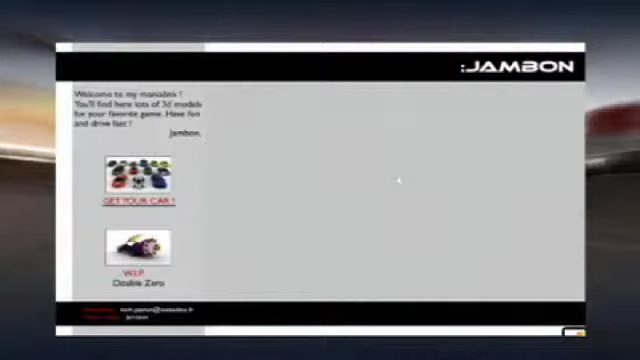 :JAMBON
Welcome to my manialink !
You'll find here lots of 3d models
for your favorite game. Have fun
and drive fast !
Jambon.
GET YOUR CAR !
W.I.P.
Double Zero